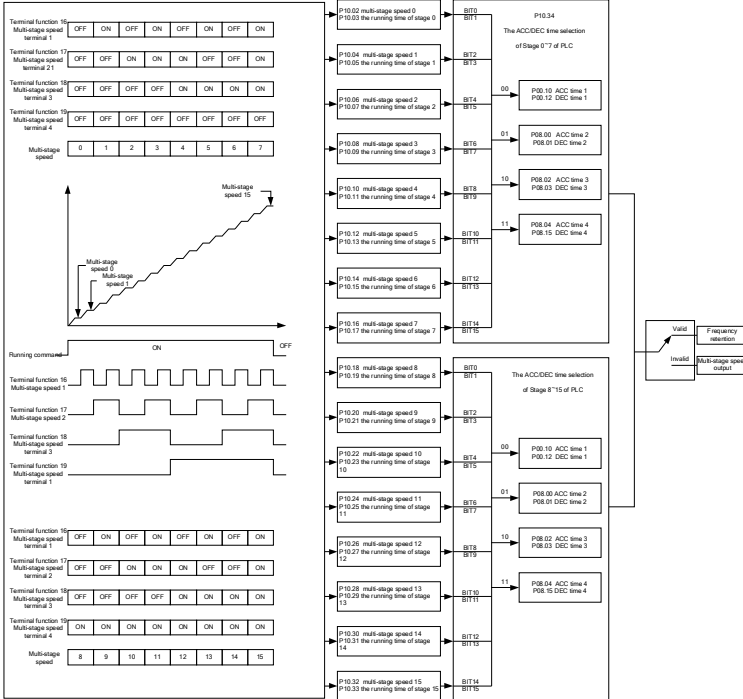 Terminal function 16
Multi-stage speed
terminal 1
OFF ON OFF ON OFF ON OFF ON
Terminal function 17
Multi-stage speed
terminal 21
OFF OFF ON ON OFF OFF ON ON
Terminal function 18
Multi-stage speed
terminal 3
OFF OFF OFF OFF ON ON ON ON
Terminal function 19
Multi-stage speed
terminal 4
OFF OFF OFF OFF OFF OFF OFF OFF
Multi-stage
speed
0 1 2 3 4 5 6 7
Multi-stage
speed 15
Multi-stage
speed 0
Multi-stage
speed 1
Running command
ON
OFF
Terminal function 16
Multi-stage speed 1
Terminal function 17
Multi-stage speed 2
Terminal function 18
Multi-stage speed
terminal 3
Terminal function 19
Multi-stage speed
terminal 1
Terminal function 16
Multi-stage speed
terminal 1
OFF ON OFF ON OFF ON OFF ON
Terminal function 17
Multi-stage speed
terminal 2
OFF OFF ON ON OFF OFF ON ON
Terminal function 18
Multi-stage speed
terminal 3
OFF OFF OFF OFF ON ON ON ON
Terminal function 19
Multi-stage speed
terminal 4
ON ON ON ON ON ON ON ON
Multi-stage
speed
8 9 10 11 12 13 14 15
P10.02 multi-stage speed 0
P10.03 the running time of stage 0
P10.04 multi-stage speed 1
P10.05 the running time of stage 1
P10.06 multi-stage speed 2
P10.07 the running time of stage 2
P10.08 multi-stage speed 3
P10.09 the running time of stage 3
P10.10 multi-stage speed 4
P10.11 the running time of stage 4
P10.12 multi-stage speed 5
P10.13 the running time of stage 5
P10.14 multi-stage speed 6
P10.15 the running time of stage 6
P10.16 multi-stage speed 7
P10.17 the running time of stage 7
P10.18 multi-stage speed 8
P10.19 the running time of stage 8
P10.20 multi-stage speed 9
P10.21 the running time of stage 9
P10.22 multi-stage speed 10
P10.23 the running time of stage
10
P10.24 multi-stage speed 11
P10.25 the running time of stage
11
P10.26 multi-stage speed 12
P10.27 the running time of stage
12
P10.28 multi-stage speed 13
P10.29 the running time of stage
13
P10.30 multi-stage speed 14
P10.31 the running time of stage
14
P10.32 multi-stage speed 15
P10.33 the running time of stage 15
BIT0
BIT1
BIT2
BIT3
BIT4
BIT5
BIT6
BIT7
BIT8
BIT9
BIT10
BIT11
BIT12
BIT13
BIT14
BIT15
P10.34
The ACC/DEC time selection
of Stage 0~7 of PLC
00
P00.10 ACC time 1
P00.12 DEC time 1
01
P08.00 ACC time 2
P08.01 DEC time 2
10
P08.02 ACC time 3
P08.03 DEC time 3
11
P08.04 ACC time 4
P08.15 DEC time 4
BIT0
BIT1
BIT2
BIT3
BIT4
BIT5
BIT6
BIT7
BIT8
BIT9
BIT10
BIT11
BIT12
BIT13
BIT14
BIT15
The ACC/DEC time selection
of Stage 8~15 of PLC
00
P00.10 ACC time 1
P00.12 DEC time 1
01
P08.00 ACC time 2
P08.01 DEC time 2
10
P08.02 ACC time 3
P08.03 DEC time 3
11
P08.04 ACC time 4
P08.15 DEC time 4
Valid
Invalid
Frequency
retention
Multi-stage speed
output